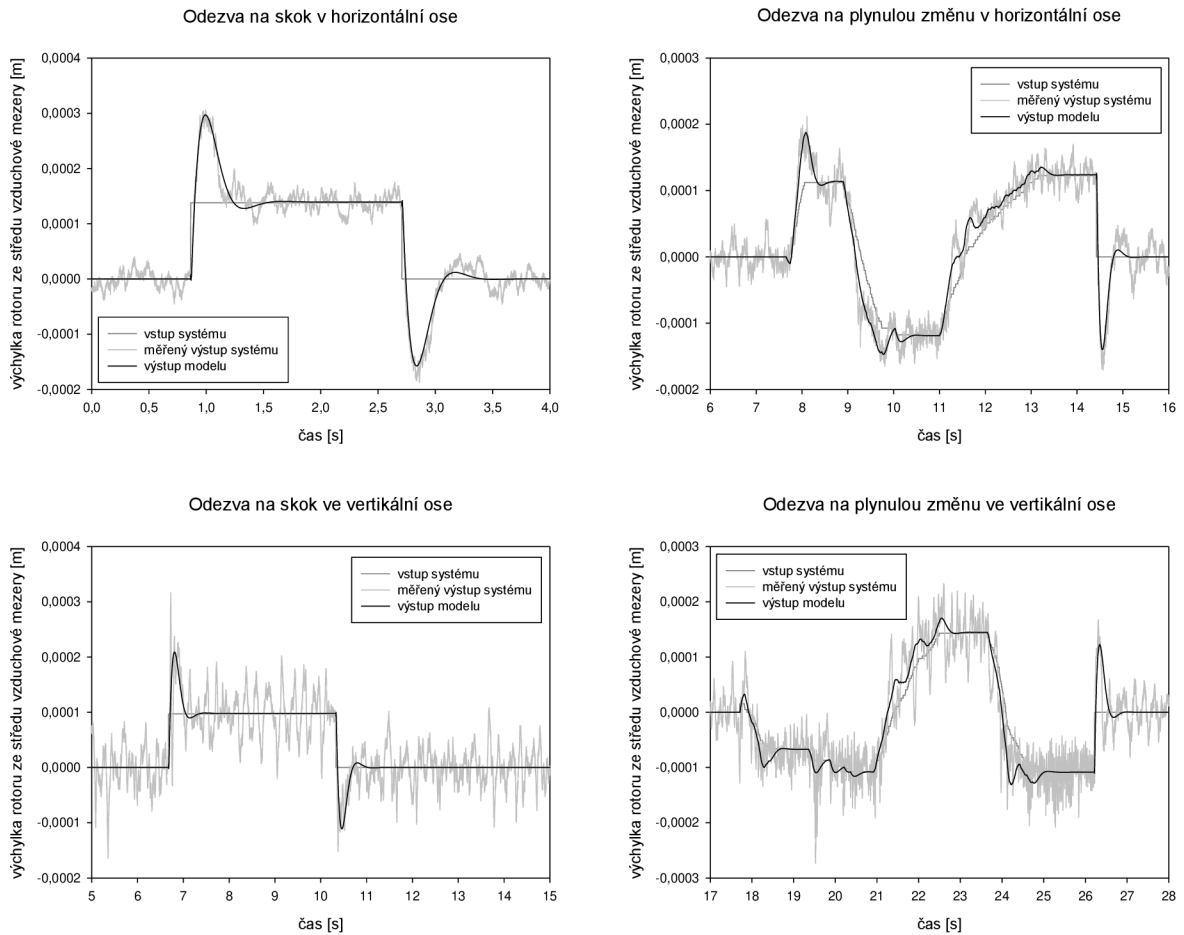 Odezva na skok v horizontální ose
výchylka rotoru ze středu vzduchové mezery [m]
0,0004
0,0003
0,0002
0,0001
0,0000
-0,0001
-0,0002
vstup systému
měřený výstup systému
výstup modelu
0,0 0,5 1,0 1,5 2,0 2,5 3,0 3,5 4,0
čas [s]
Odezva na plynulou změnu v horizontální ose
výchylka rotoru ze středu vzduchové mezery [m]
0,0003
0,0002
0,0001
0,0000
-0,0001
-0,0002
vstup systému
měřený výstup systému
výstup modelu
6 7 8 9 10 11 12 13 14 15 16
čas [s]
Odezva na skok ve vertikální ose
výchylka rotoru ze středu vzduchové mezery [m]
0,0004
0,0003
0,0002
0,0001
0,0000
-0,0001
-0,0002
vstup systému
měřený výstup systému
výstup modelu
5 6 7 8 9 10 11 12 13 14 15
čas [s]
Odezva na plynulou změnu ve vertikální ose
výchylka rotoru ze středu vzduchové mezery [m]
0,0003
0,0002
0,0001
0,0000
-0,0001
-0,0002
-0,0003
vstup systému
měřený výstup systému
výstup modelu
17 18 19 20 21 22 23 24 25 26 27 28
čas [s]